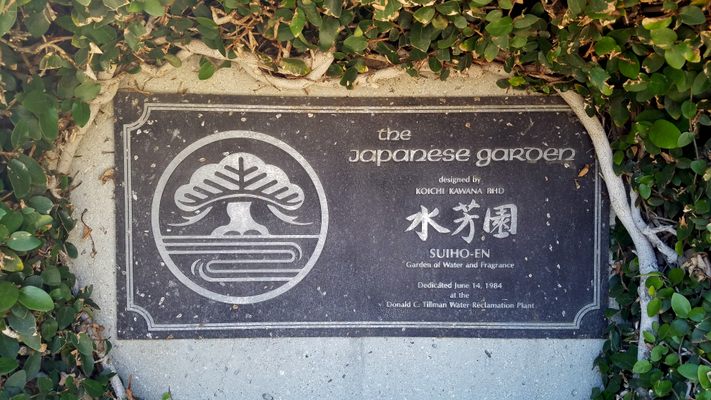 the
Japanese garden
designed by
KOICHI KAWANA PHD
水芳園
SUIHO-EN
Garden of Water and Fragrance
Dedicated June 14, 1984
at the
Donald C. Tillman Water Reclamation Plant